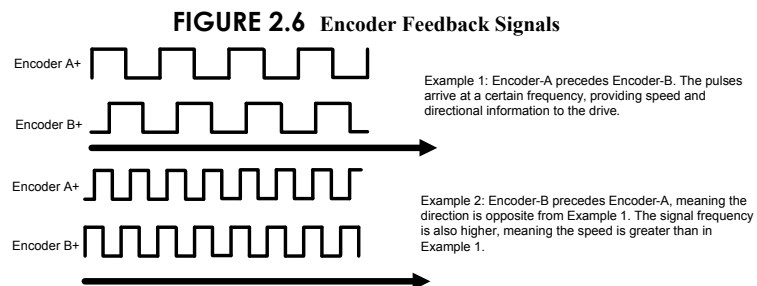 FIGURE 2.6 Encoder Feedback Signals
Encoder A+
Example 1: Encoder-A precedes Encoder-B. The pulses
arrive at a certain frequency, providing speed and
directional information to the drive.
Encoder B+
Encoder A+
Example 2: Encoder-B precedes Encoder-A, meaning the
direction is opposite from Example 1. The signal frequency
is also higher, meaning the speed is greater than in
Example 1.
Encoder B+